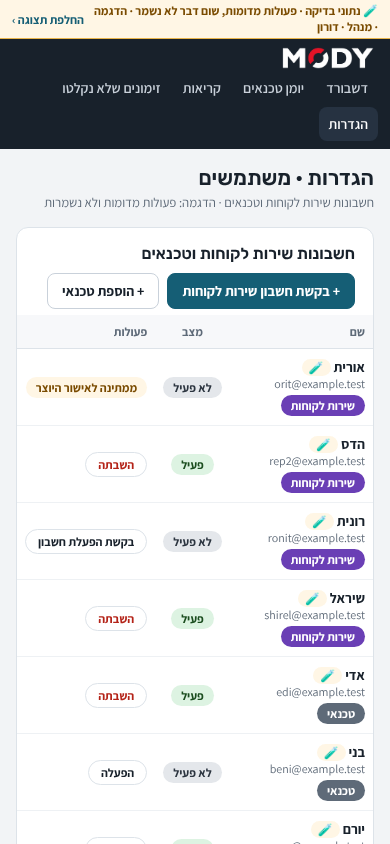 🧪 נתוני בדיקה · פעולות מדומות, שום דבר לא נשמר · הדגמה
· מנהל · דורון
החלפת תצוגה ›
MODY
דשבורד
יומן טכנאים
קריאות
זימונים שלא נקלטו
הגדרות
הגדרות • משתמשים
חשבונות שירות לקוחות וטכנאים · הדגמה: פעולות מדומות ולא נשמרות
חשבונות שירות לקוחות וטכנאים
+ בקשת חשבון שירות לקוחות
+ הוספת טכנאי
שם מצב פעולות
אורית 🧪
orit@example.test
שירות לקוחות
לא פעיל
ממתינה לאישור היוצר
הדס 🧪
rep2@example.test
שירות לקוחות
פעיל
השבתה
רונית 🧪
ronit@example.test
שירות לקוחות
לא פעיל
בקשת הפעלת חשבון
שיראל 🧪
shirel@example.test
שירות לקוחות
פעיל
השבתה
אדי 🧪
edi@example.test
טכנאי
פעיל
השבתה
בני 🧪
beni@example.test
טכנאי
לא פעיל
הפעלה
יורם 🧪